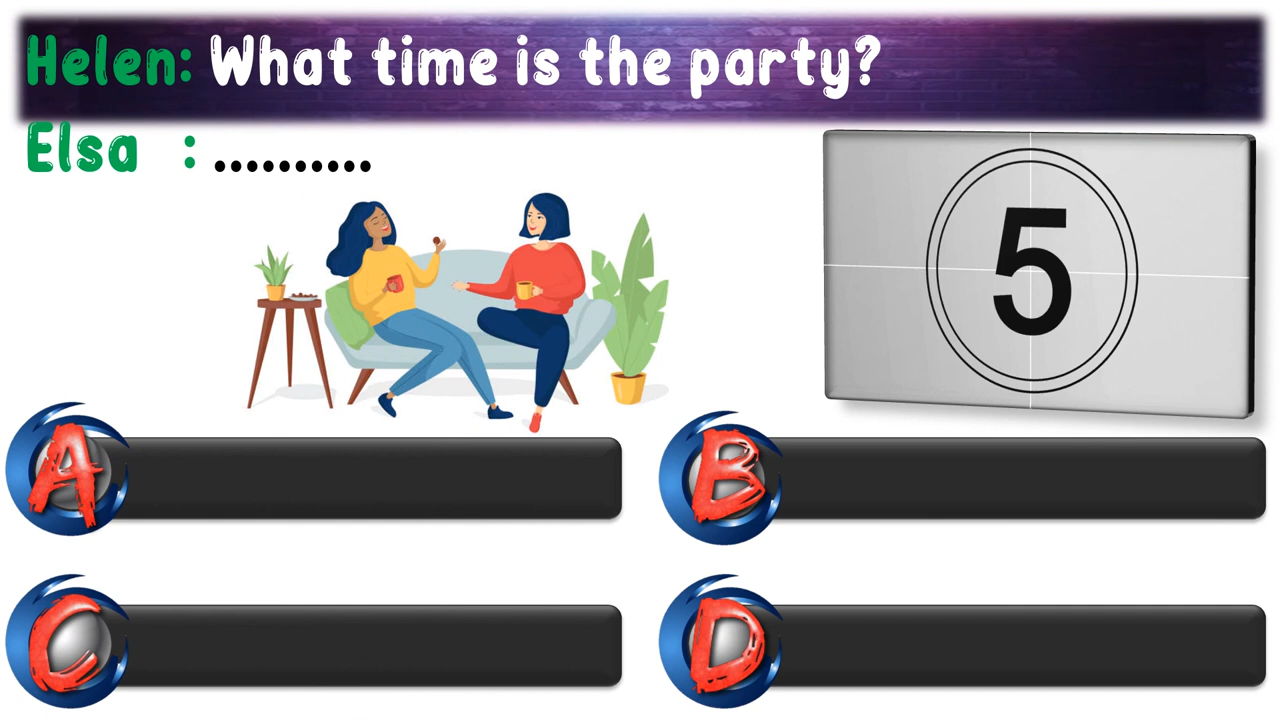 Helen: What time is the party?
Elsa : ..........
5
A
B
C
D